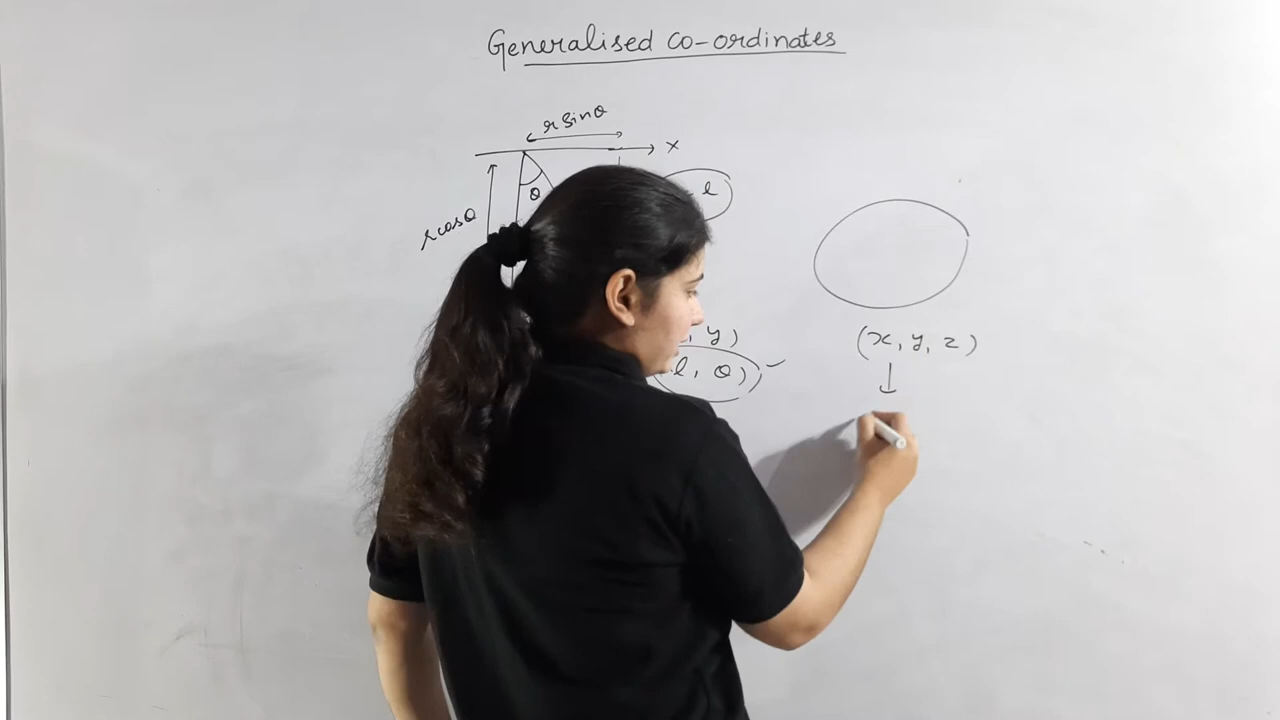 Generalised co-ordinates
r sinθ
x
θ
l
r cosθ
, y)
l, θ)
(x, y, z)